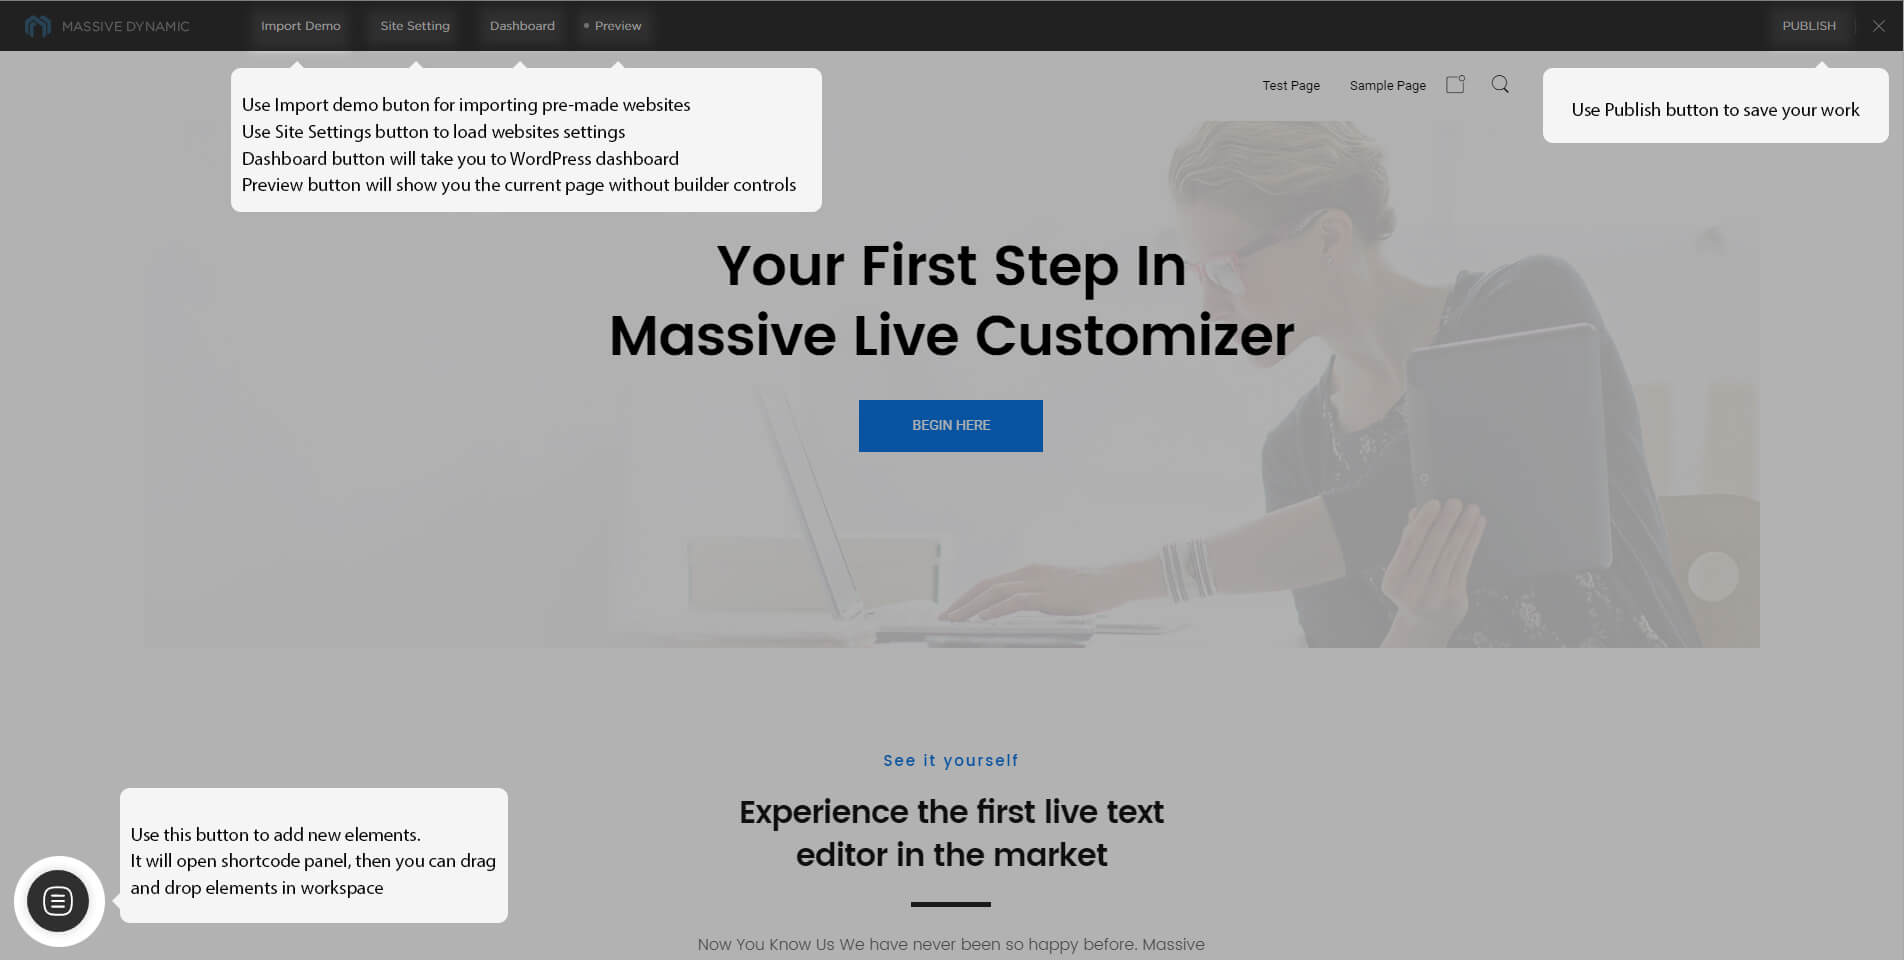 MASSIVE DYNAMIC
Import Demo
Site Setting
Dashboard
Preview
PUBLISH
Use Import demo buton for importing pre-made websites
Use Site Settings button to load websites settings
Dashboard button will take you to WordPress dashboard
Preview button will show you the current page without builder controls
Test Page
Sample Page
Use Publish button to save your work
Your First Step In
Massive Live Customizer
BEGIN HERE
See it yourself
Experience the first live text
editor in the market
Use this button to add new elements.
It will open shortcode panel, then you can drag
and drop elements in workspace
Now You Know Us We have never been so happy before. Massive